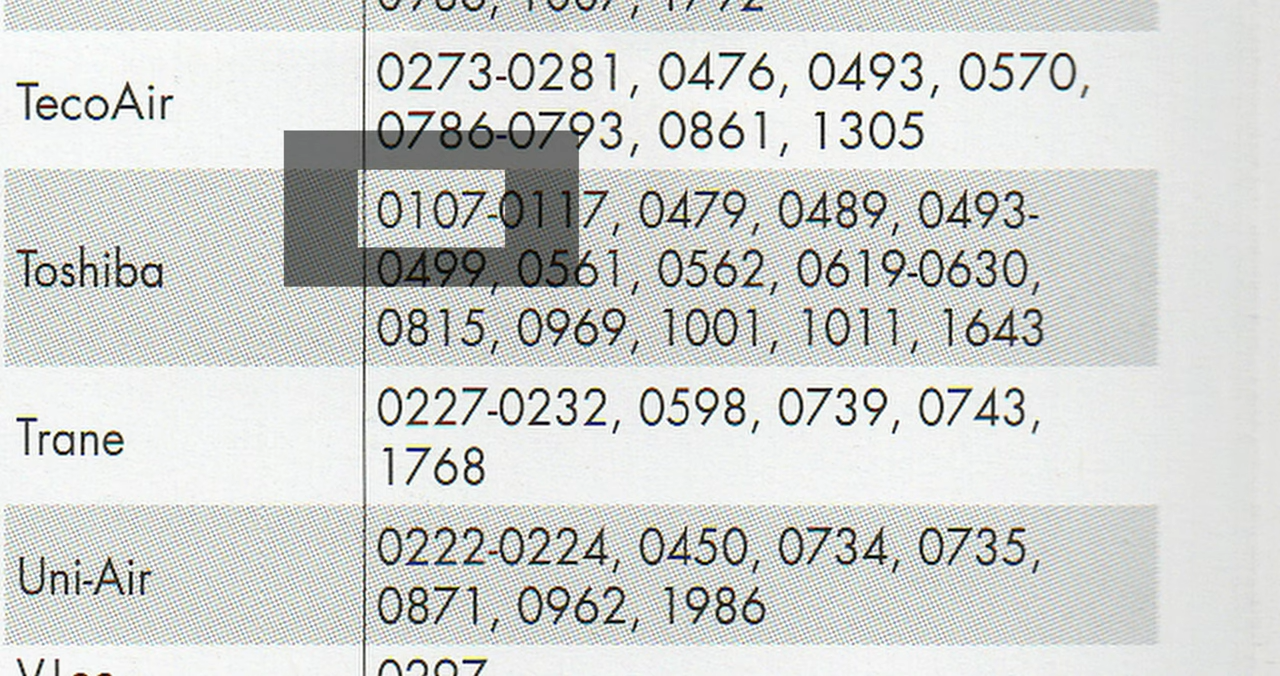 TecoAir
0273-0281, 0476, 0493, 0570,
0786-0793, 0861, 1305
Toshiba
0107-0117, 0479, 0489, 0493-
0499, 0561, 0562, 0619-0630,
0815, 0969, 1001, 1011, 1643
Trane
0227-0232, 0598, 0739, 0743,
1768
Uni-Air
0222-0224, 0450, 0734, 0735,
0871, 0962, 1986